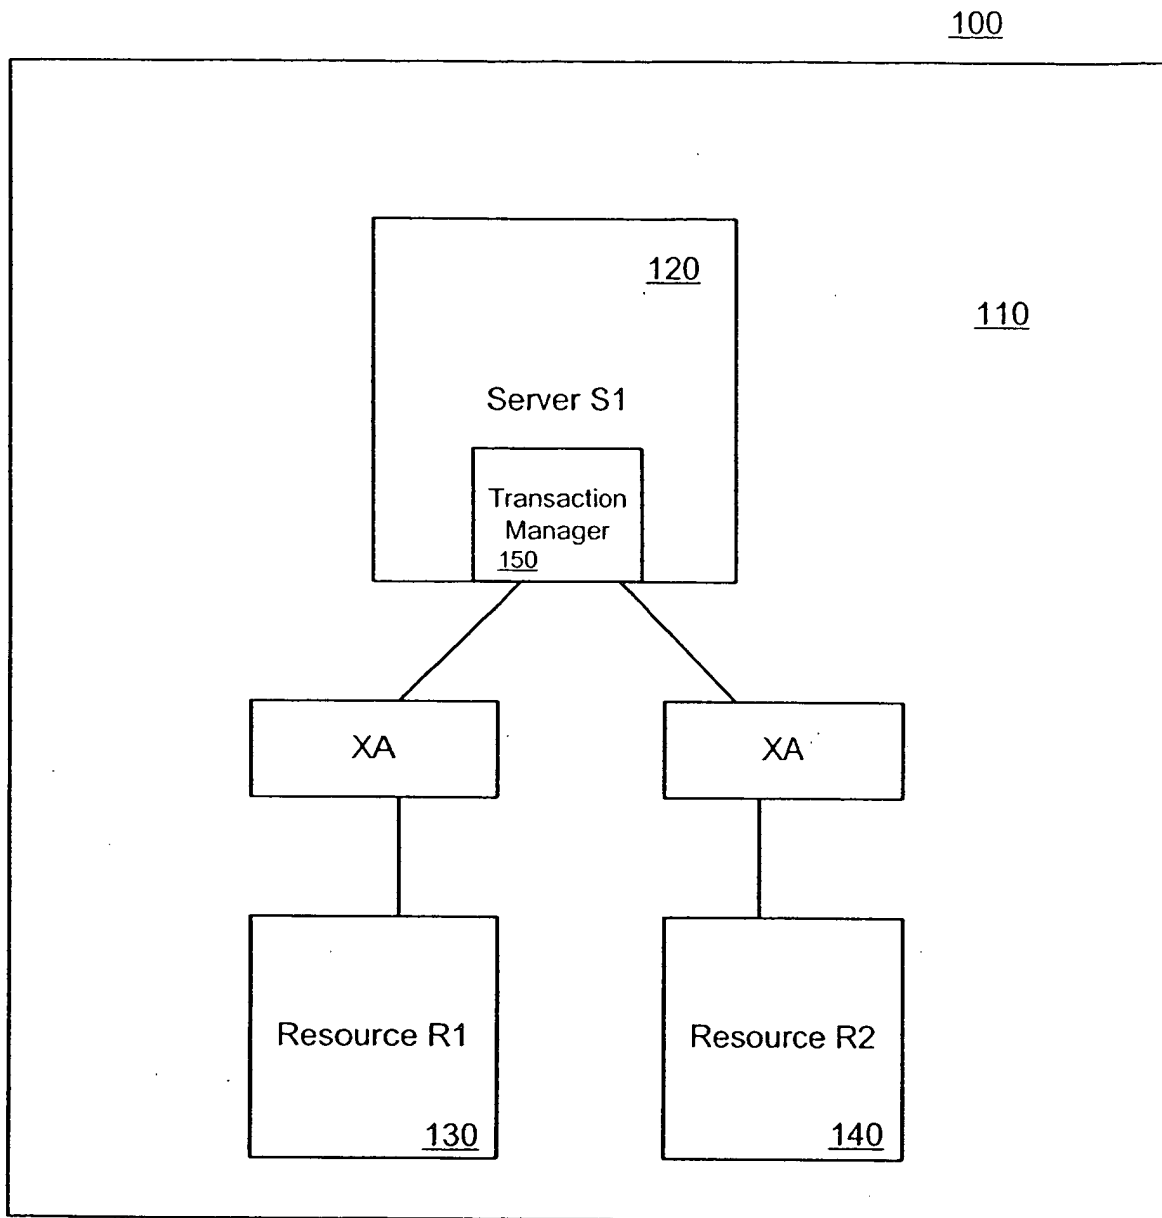 100
120
110
Server S1
Transaction
Manager
150
XA
XA
Resource R1
Resource R2
130
140